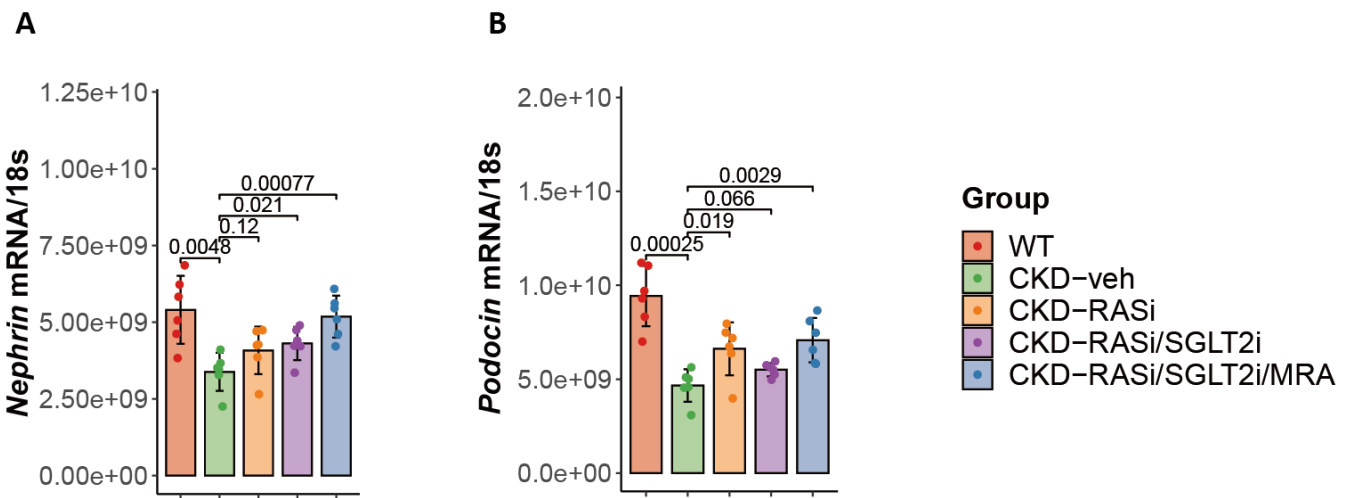 A
B
Nephrin mRNA/18s
1.25e+10
1.00e+10
7.50e+09
5.00e+09
2.50e+09
0.00e+00
0.00077
0.021
0.12
0.0048
Podocin mRNA/18s
2.0e+10
1.5e+10
1.0e+10
5.0e+09
0.0e+00
0.0029
0.066
0.019
0.00025
Group
WT
CKD−veh
CKD−RASi
CKD−RASi/SGLT2i
CKD−RASi/SGLT2i/MRA